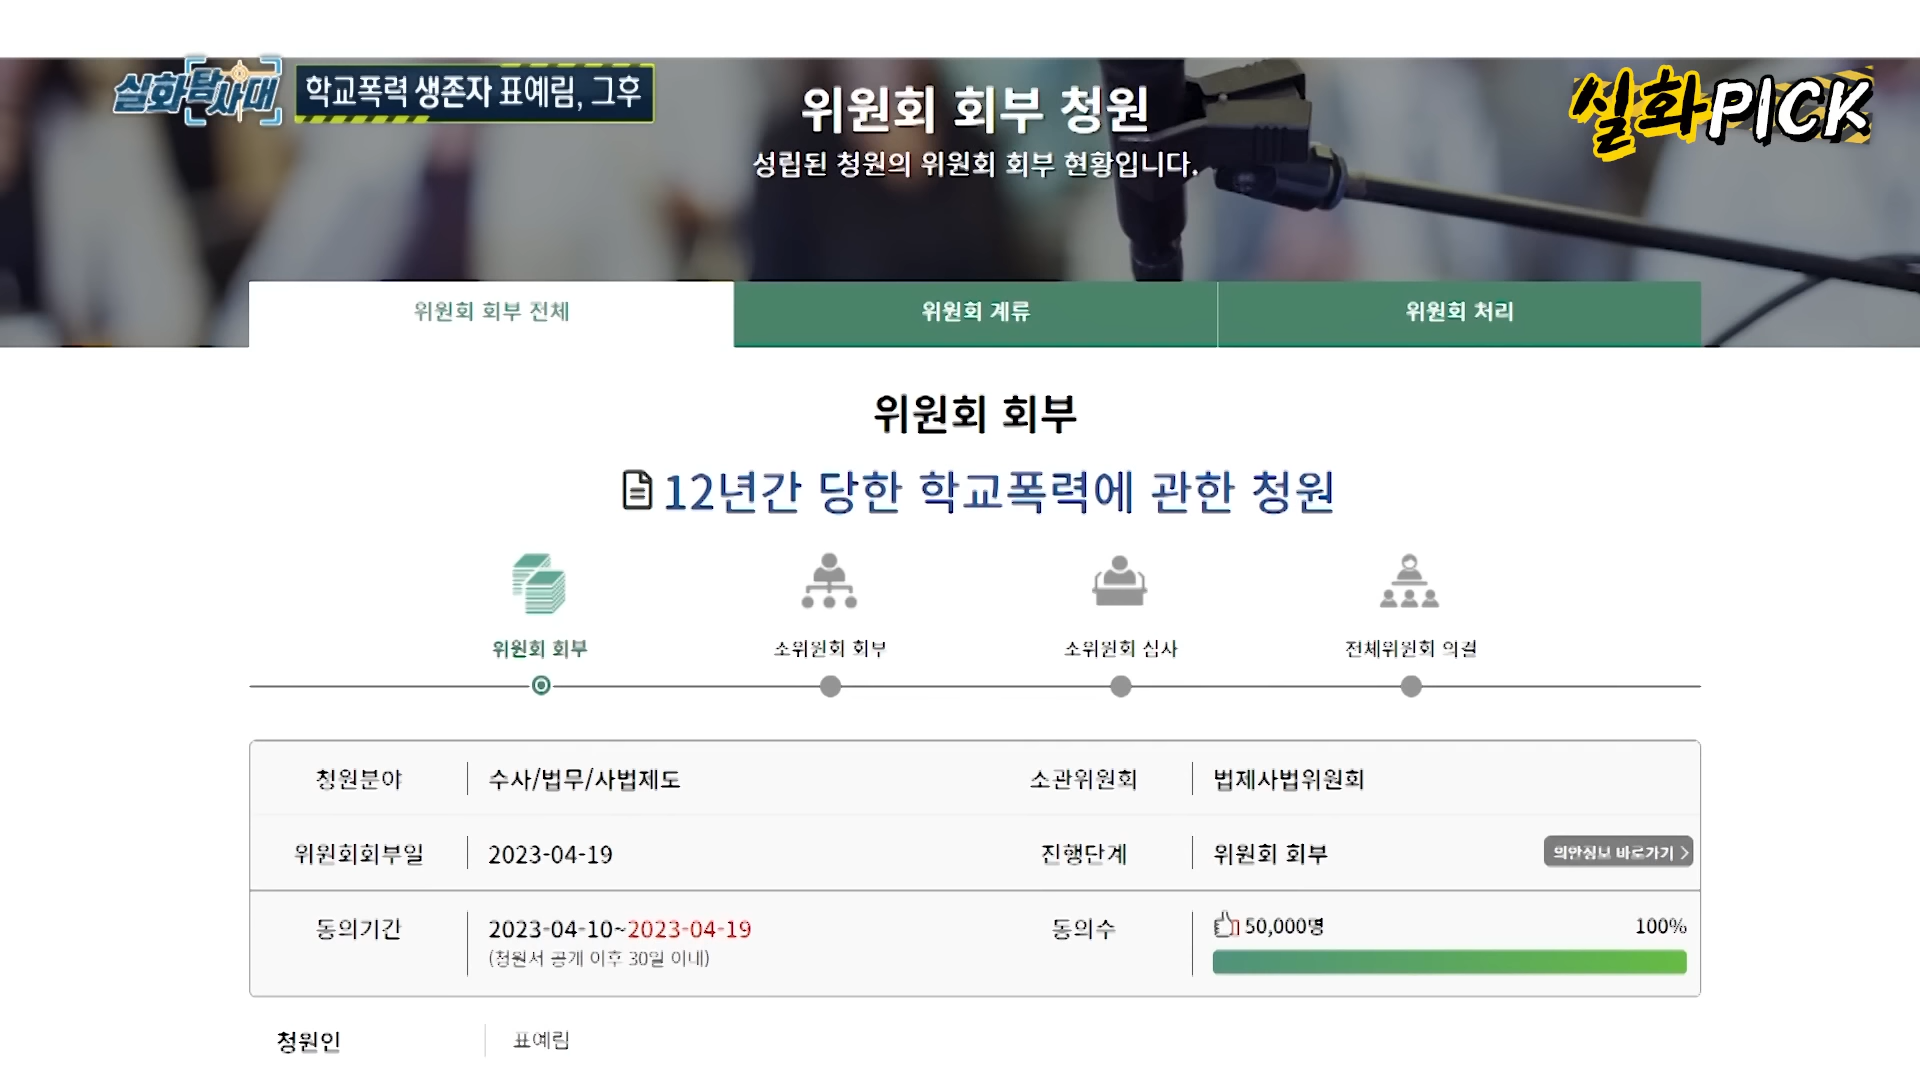 실화탐사대
학교폭력 생존자 표예림, 그후
실화PICK
위원회 회부 청원
성립된 청원의 위원회 회부 현황입니다.
위원회 회부 전체
위원회 계류
위원회 처리
위원회 회부
12년간 당한 학교폭력에 관한 청원
위원회 회부
소위원회 회부
소위원회 심사
전체위원회 의결
청원분야
수사/법무/사법제도
소관위원회
법제사법위원회
위원회회부일
2023-04-19
진행단계
위원회 회부
의안정보 바로가기 >
동의기간
2023-04-10~2023-04-19
(청원서 공개 이후 30일 이내)
동의수
50,000명
100%
청원인
표예림